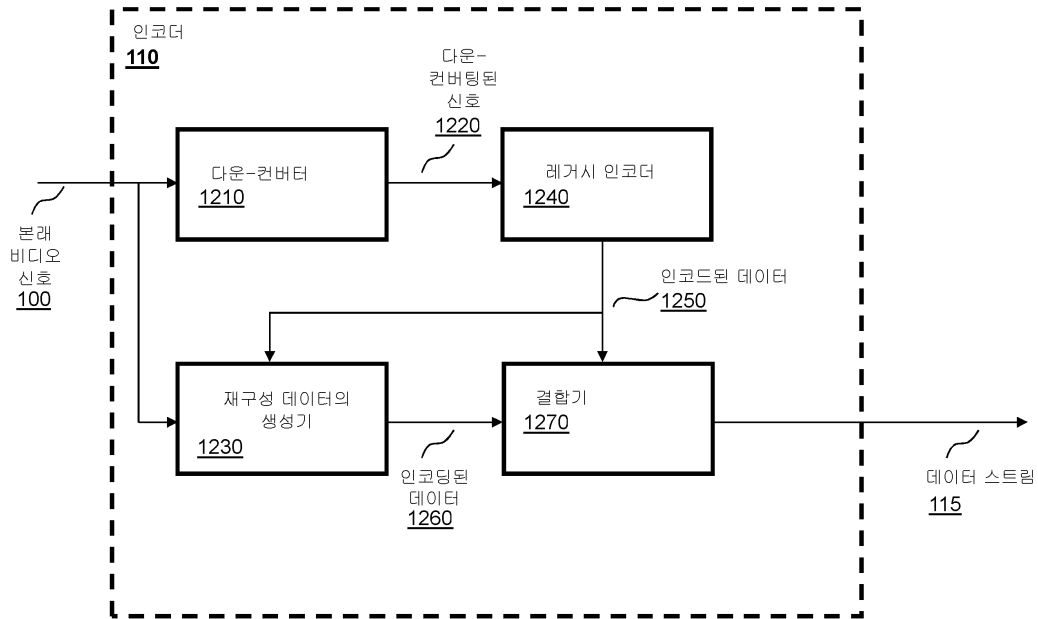 인코더
110
다운-
컨버팅된
신호
1220
다운-컨버터
1210
레거시 인코더
1240
본래
비디오
신호
100
인코드된 데이터
1250
재구성 데이터의
생성기
1230
결합기
1270
인코딩된
데이터
1260
데이터 스트림
115